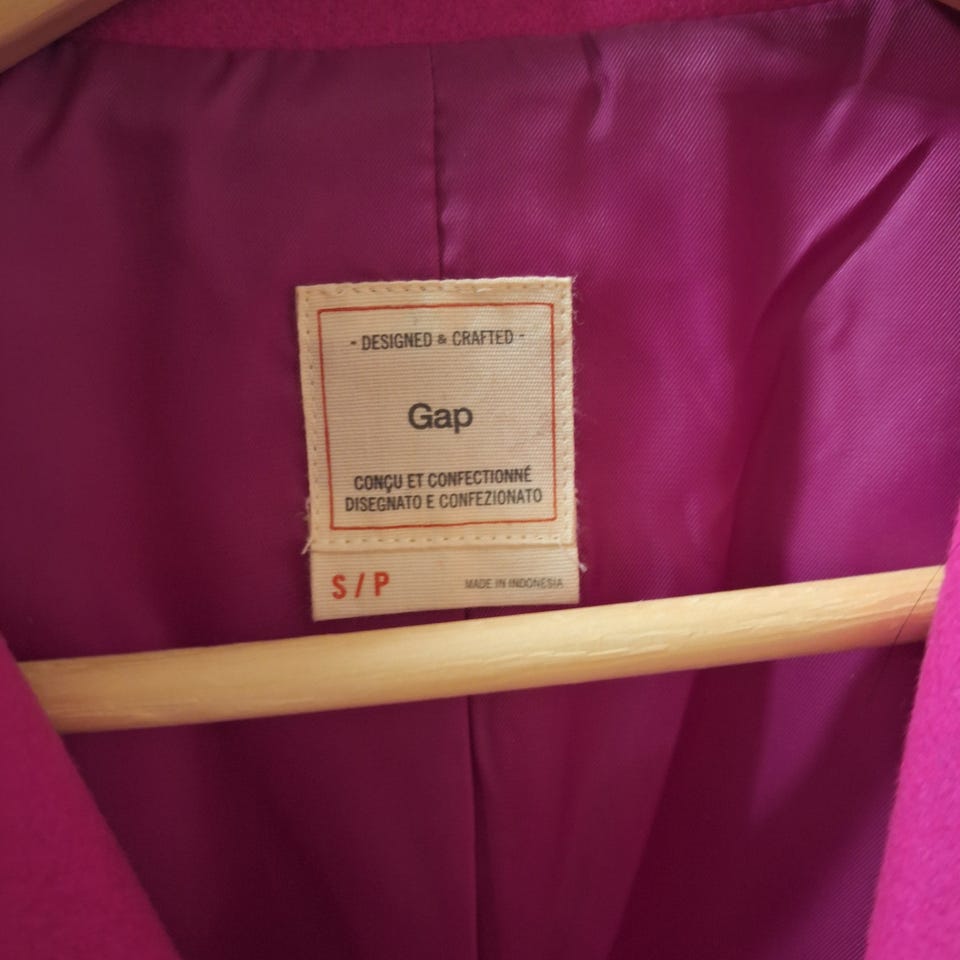 - DESIGNED & CRAFTED -
Gap
CONÇU ET CONFECTIONNÉ
DISEGNATO E CONFEZIONATO
S / P MADE IN INDONESIA